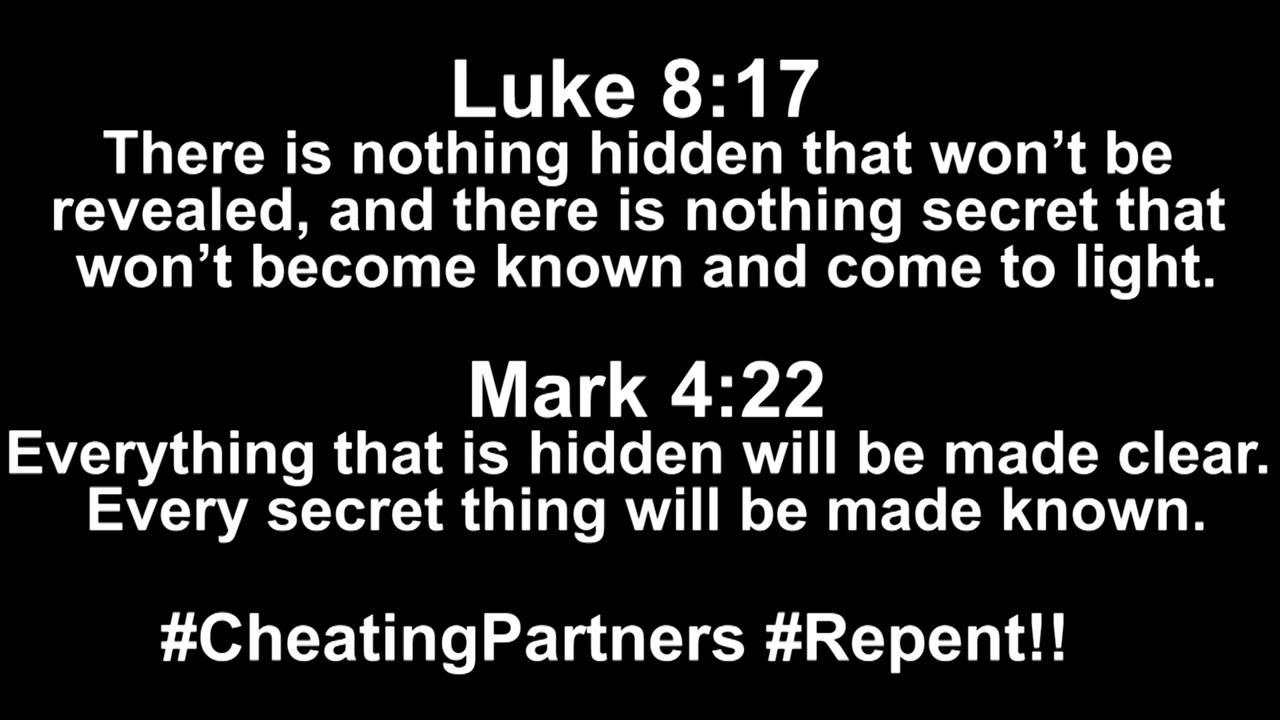 Luke 8:17
There is nothing hidden that won’t be
revealed, and there is nothing secret that
won’t become known and come to light.
Mark 4:22
Everything that is hidden will be made clear.
Every secret thing will be made known.
#CheatingPartners #Repent!!